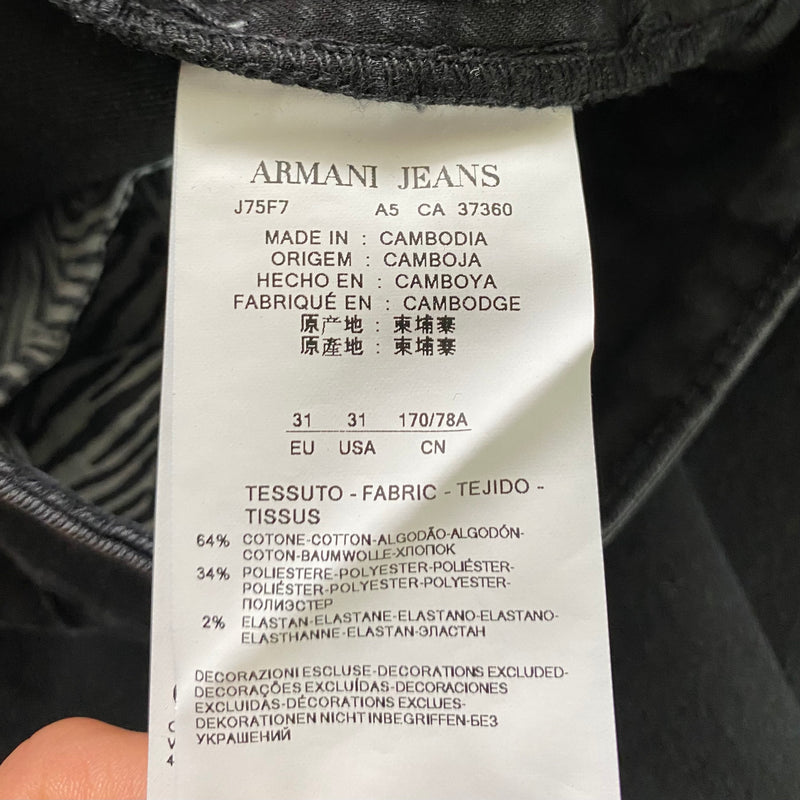 ARMANI JEANS
J75F7 A5 CA 37360
MADE IN : CAMBODIA
ORIGEM : CAMBOJA
HECHO EN : CAMBOYA
FABRIQUÉ EN : CAMBODGE
原产地 : 柬埔寨
原產地 : 柬埔寨
31 31 170/78A
EU USA CN
TESSUTO - FABRIC - TEJIDO -
TISSUS
64% COTONE-COTTON-ALGODÃO-ALGODÓN-
COTON-BAUMWOLLE-ХЛОПОК
34% POLIESTERE-POLYESTER-POLIÉSTER-
POLIÉSTER-POLYESTER-POLYESTER-
ПОЛИЭСТЕР
2% ELASTAN-ELASTANE-ELASTANO-ELASTANO-
ELASTHANNE-ELASTAN-ЭЛАСТАН
DECORAZIONI ESCLUSE-DECORATIONS EXCLUDED-
DECORAÇÕES EXCLUÍDAS-DECORACIONES
EXCLUIDAS-DÉCORATIONS EXCLUES-
DEKORATIONEN NICHT INBEGRIFFEN-БЕЗ
УКРАШЕНИЙ